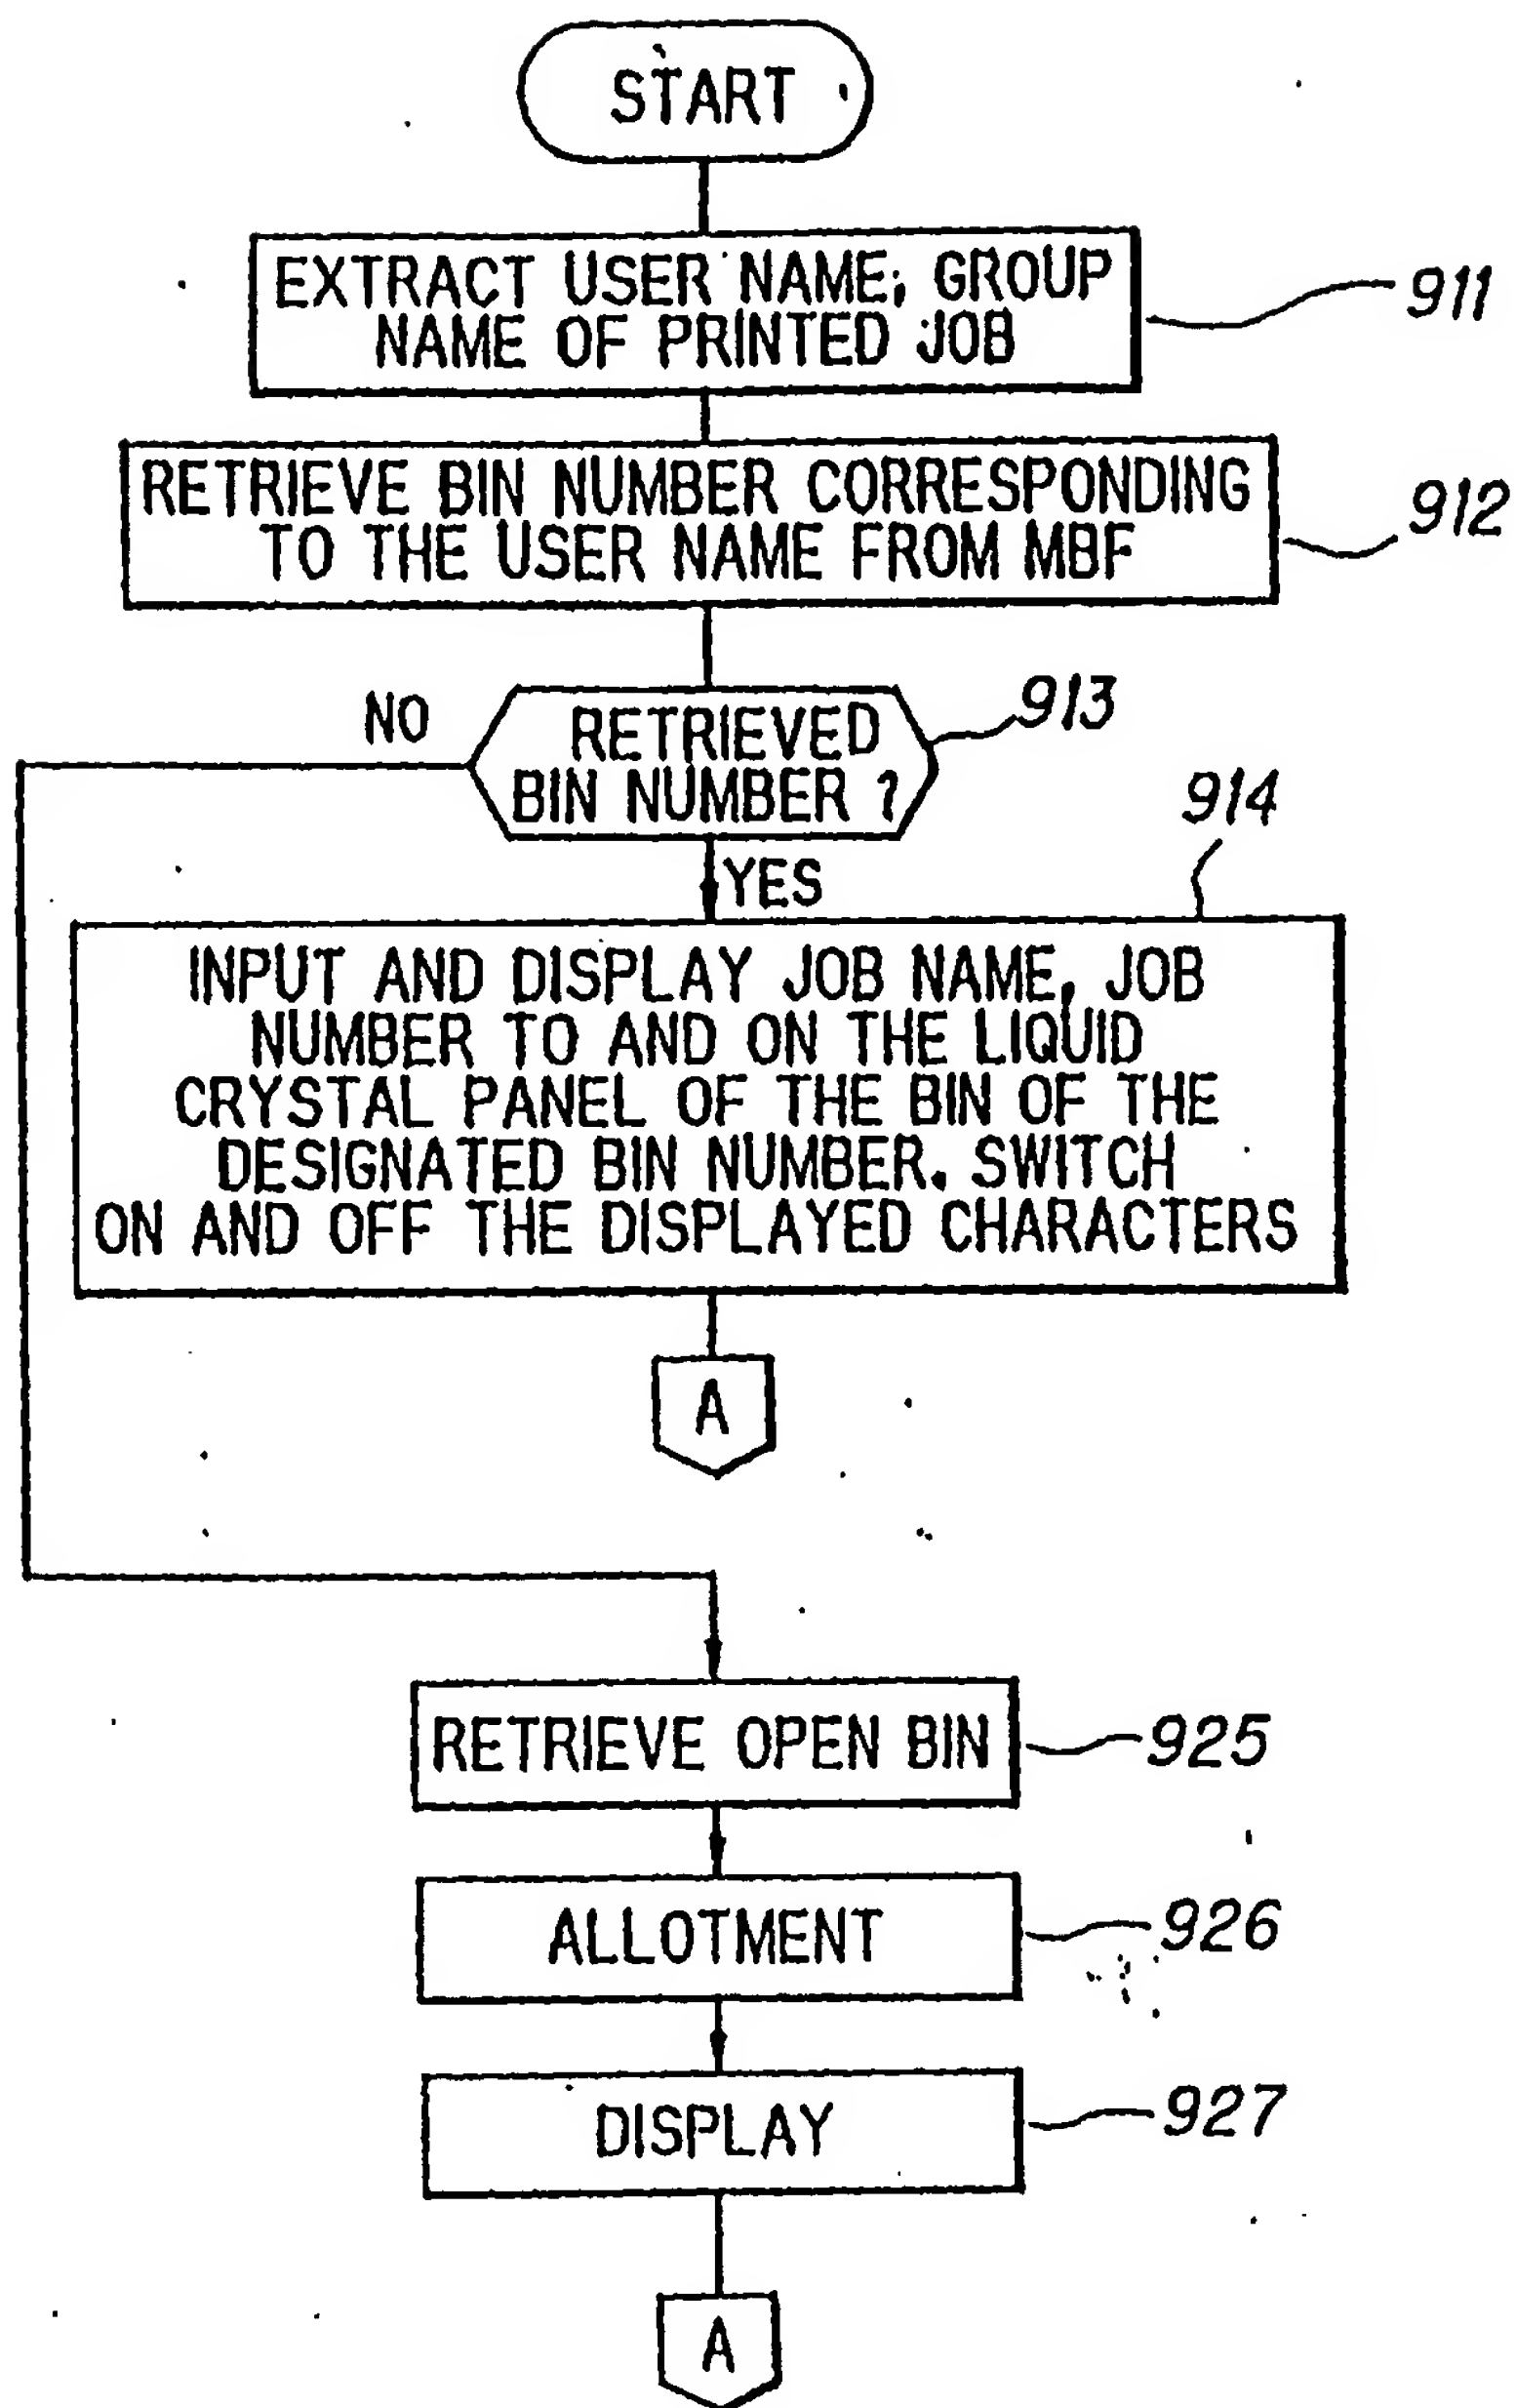 START
EXTRACT USER NAME, GROUP
NAME OF PRINTED JOB
911
RETRIEVE BIN NUMBER CORRESPONDING
TO THE USER NAME FROM MBF
912
NO
RETRIEVED
BIN NUMBER ?
913
YES
914
INPUT AND DISPLAY JOB NAME, JOB
NUMBER TO AND ON THE LIQUID
CRYSTAL PANEL OF THE BIN OF THE
DESIGNATED BIN NUMBER. SWITCH
ON AND OFF THE DISPLAYED CHARACTERS
A
RETRIEVE OPEN BIN
925
ALLOTMENT
926
DISPLAY
927
A